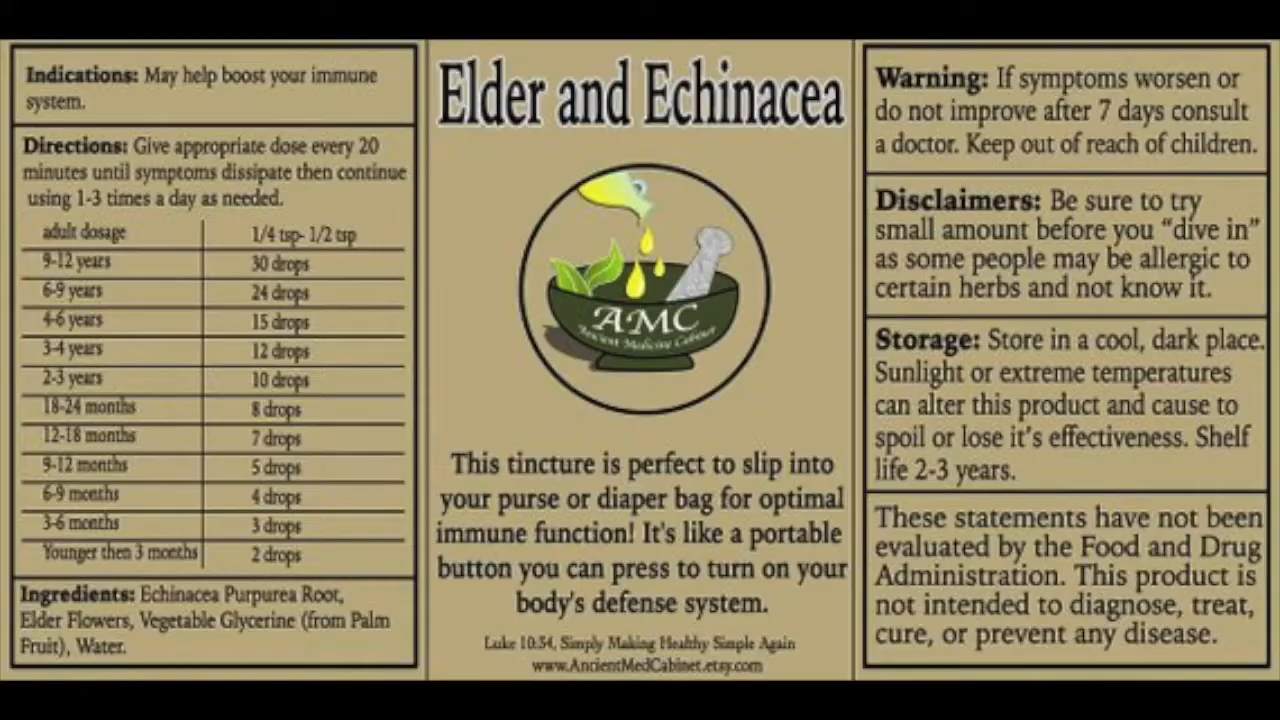 Indications: May help boost your immune
system.
Directions: Give appropriate dose every 20
minutes until symptoms dissipate then continue
using 1-3 times a day as needed.
adult dosage 1/4 tsp- 1/2 tsp
9-12 years 30 drops
6-9 years 24 drops
4-6 years 15 drops
3-4 years 12 drops
2-3 years 10 drops
18-24 months 8 drops
12-18 months 7 drops
9-12 months 5 drops
6-9 months 4 drops
3-6 months 3 drops
Younger then 3 months 2 drops
Ingredients: Echinacea Purpurea Root,
Elder Flowers, Vegetable Glycerine (from Palm
Fruit), Water.
Elder and Echinacea
AMC
Ancient Medicine Cabinet
This tincture is perfect to slip into
your purse or diaper bag for optimal
immune function! It's like a portable
button you can press to turn on your
body's defense system.
Luke 10:34, Simply Making Healthy Simple Again
www.AncientMedCabinet.etsy.com
Warning: If symptoms worsen or
do not improve after 7 days consult
a doctor. Keep out of reach of children.
Disclaimers: Be sure to try
small amount before you “dive in”
as some people may be allergic to
certain herbs and not know it.
Storage: Store in a cool, dark place.
Sunlight or extreme temperatures
can alter this product and cause to
spoil or lose it’s effectiveness. Shelf
life 2-3 years.
These statements have not been
evaluated by the Food and Drug
Administration. This product is
not intended to diagnose, treat,
cure, or prevent any disease.